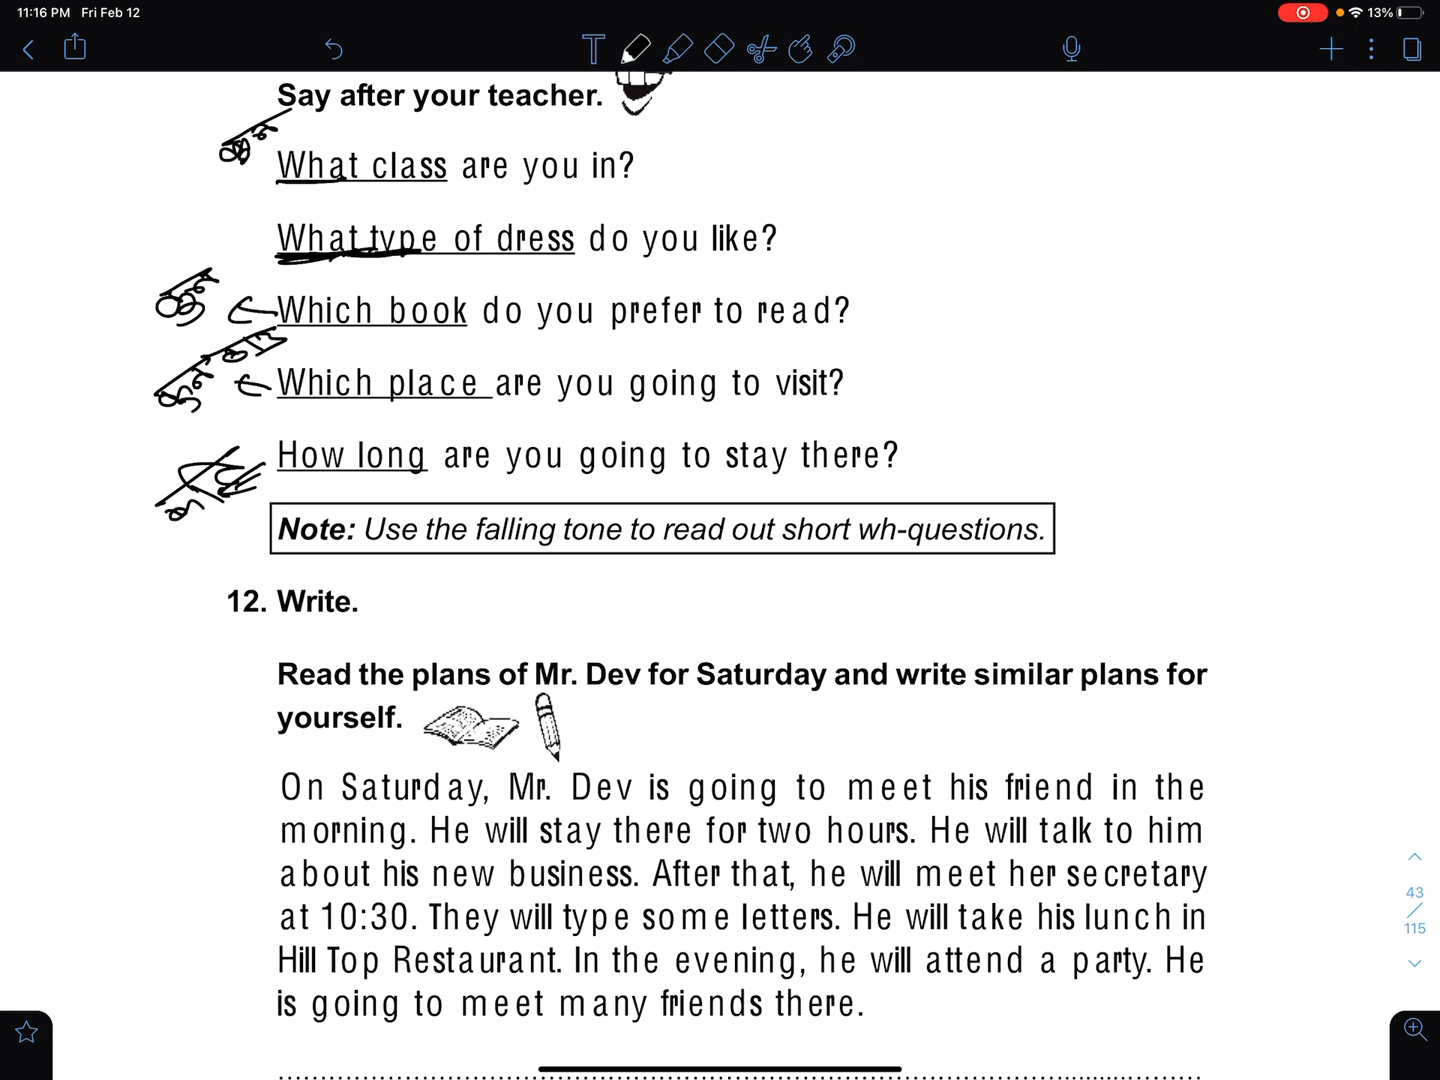 11:16 PM Fri Feb 12
13%
Say after your teacher.
What class are you in?
What type of dress do you like?
Which book do you prefer to read?
Which place are you going to visit?
How long are you going to stay there?
Note: Use the falling tone to read out short wh-questions.
12. Write.
Read the plans of Mr. Dev for Saturday and write similar plans for
yourself.
On Saturday, Mr. Dev is going to meet his friend in the
morning. He will stay there for two hours. He will talk to him
about his new business. After that, he will meet her secretary
at 10:30. They will type some letters. He will take his lunch in
Hill Top Restaurant. In the evening, he will attend a party. He
is going to meet many friends there.
43
/
115